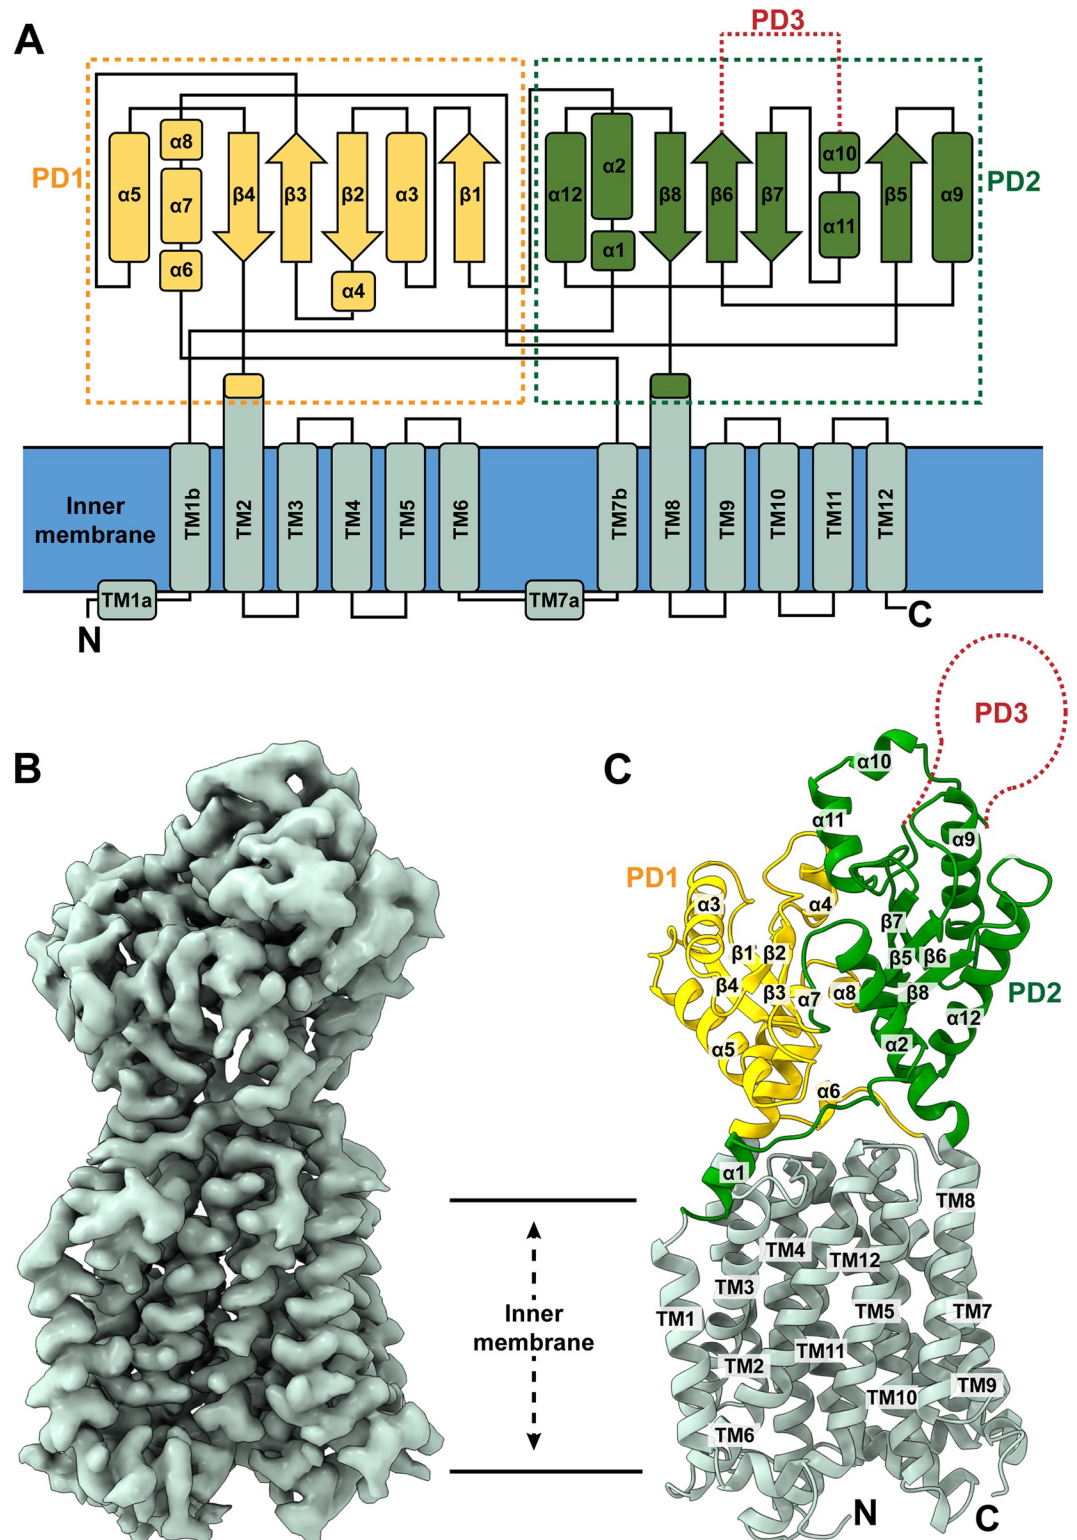 A
PD3
PD1
α5
α8
α7
α6
β4
β3
β2
α4
α3
β1
α12
α2
α1
β8
β6
β7
α10
α11
β5
α9
PD2
Inner
membrane
TM1a
TM1b
TM2
TM3
TM4
TM5
TM6
TM7a
TM7b
TM8
TM9
TM10
TM11
TM12
N
C
B
Inner
membrane
C
PD3
α10
α11
α9
PD1
α3
α4
β7
β1
β2
β5
β6
β4
β3
α7
α8
β8
PD2
α12
α5
α2
α6
α1
TM8
TM4
TM12
TM3
TM1
TM5
TM7
TM11
TM2
TM9
TM10
TM6
N
C